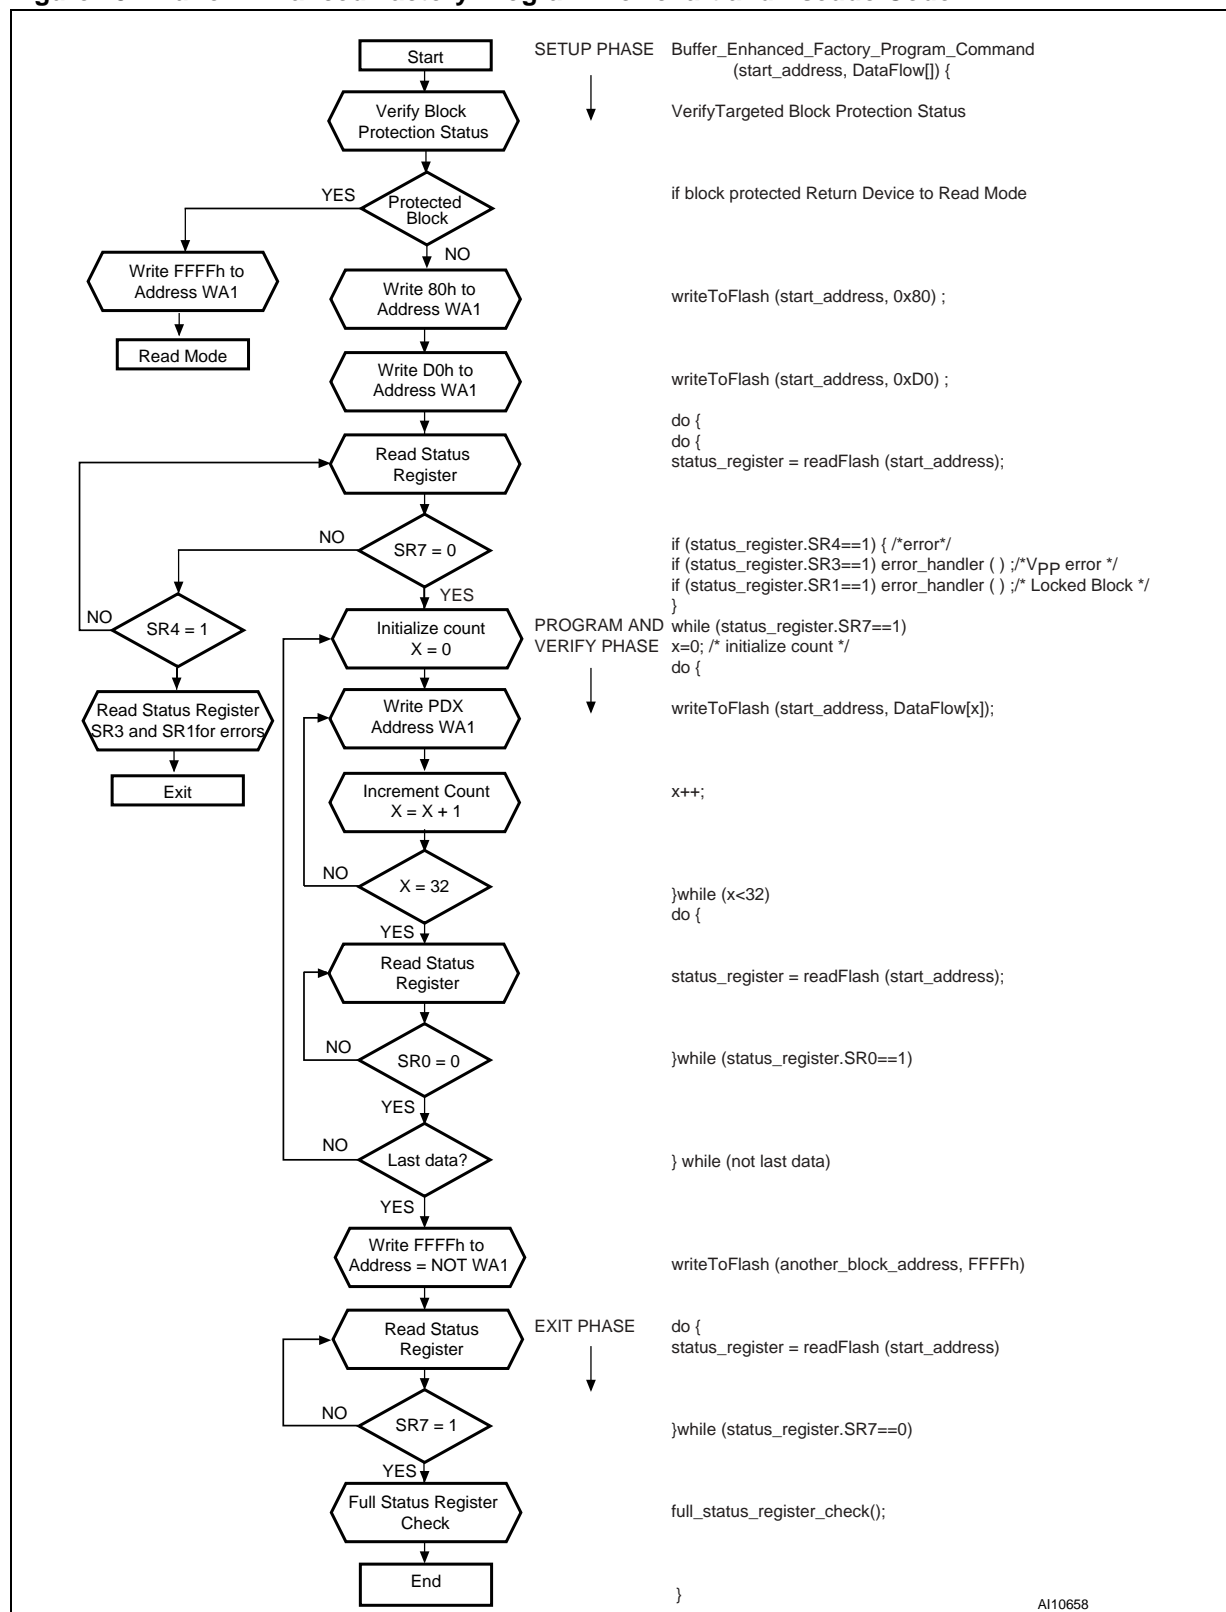 Start
SETUP PHASE
Buffer_Enhanced_Factory_Program_Command
(start_address, DataFlow[]) {
Verify Block
Protection Status
VerifyTargeted Block Protection Status
YES
Protected
Block
if block protected Return Device to Read Mode
NO
Write FFFFh to
Address WA1
Write 80h to
Address WA1
writeToFlash (start_address, 0x80) ;
Read Mode
Write D0h to
Address WA1
writeToFlash (start_address, 0xD0) ;
do {
do {
Read Status
Register
status_register = readFlash (start_address);
NO
SR7 = 0
if (status_register.SR4==1) { /*error*/
if (status_register.SR3==1) error_handler ( ) ;/*VPP error */
if (status_register.SR1==1) error_handler ( ) ;/* Locked Block */
}
YES
NO
SR4 = 1
Initialize count
X = 0
PROGRAM AND
VERIFY PHASE
while (status_register.SR7==1)
x=0; /* initialize count */
do {
Read Status Register
SR3 and SR1for errors
Write PDX
Address WA1
writeToFlash (start_address, DataFlow[x]);
Exit
Increment Count
X = X + 1
x++;
NO
X = 32
}while (x<32)
do {
YES
Read Status
Register
status_register = readFlash (start_address);
NO
SR0 = 0
}while (status_register.SR0==1)
YES
NO
Last data?
} while (not last data)
YES
Write FFFFh to
Address = NOT WA1
writeToFlash (another_block_address, FFFFh)
Read Status
Register
EXIT PHASE
do {
status_register = readFlash (start_address)
NO
SR7 = 1
}while (status_register.SR7==0)
YES
Full Status Register
Check
full_status_register_check();
End
}
AI10658